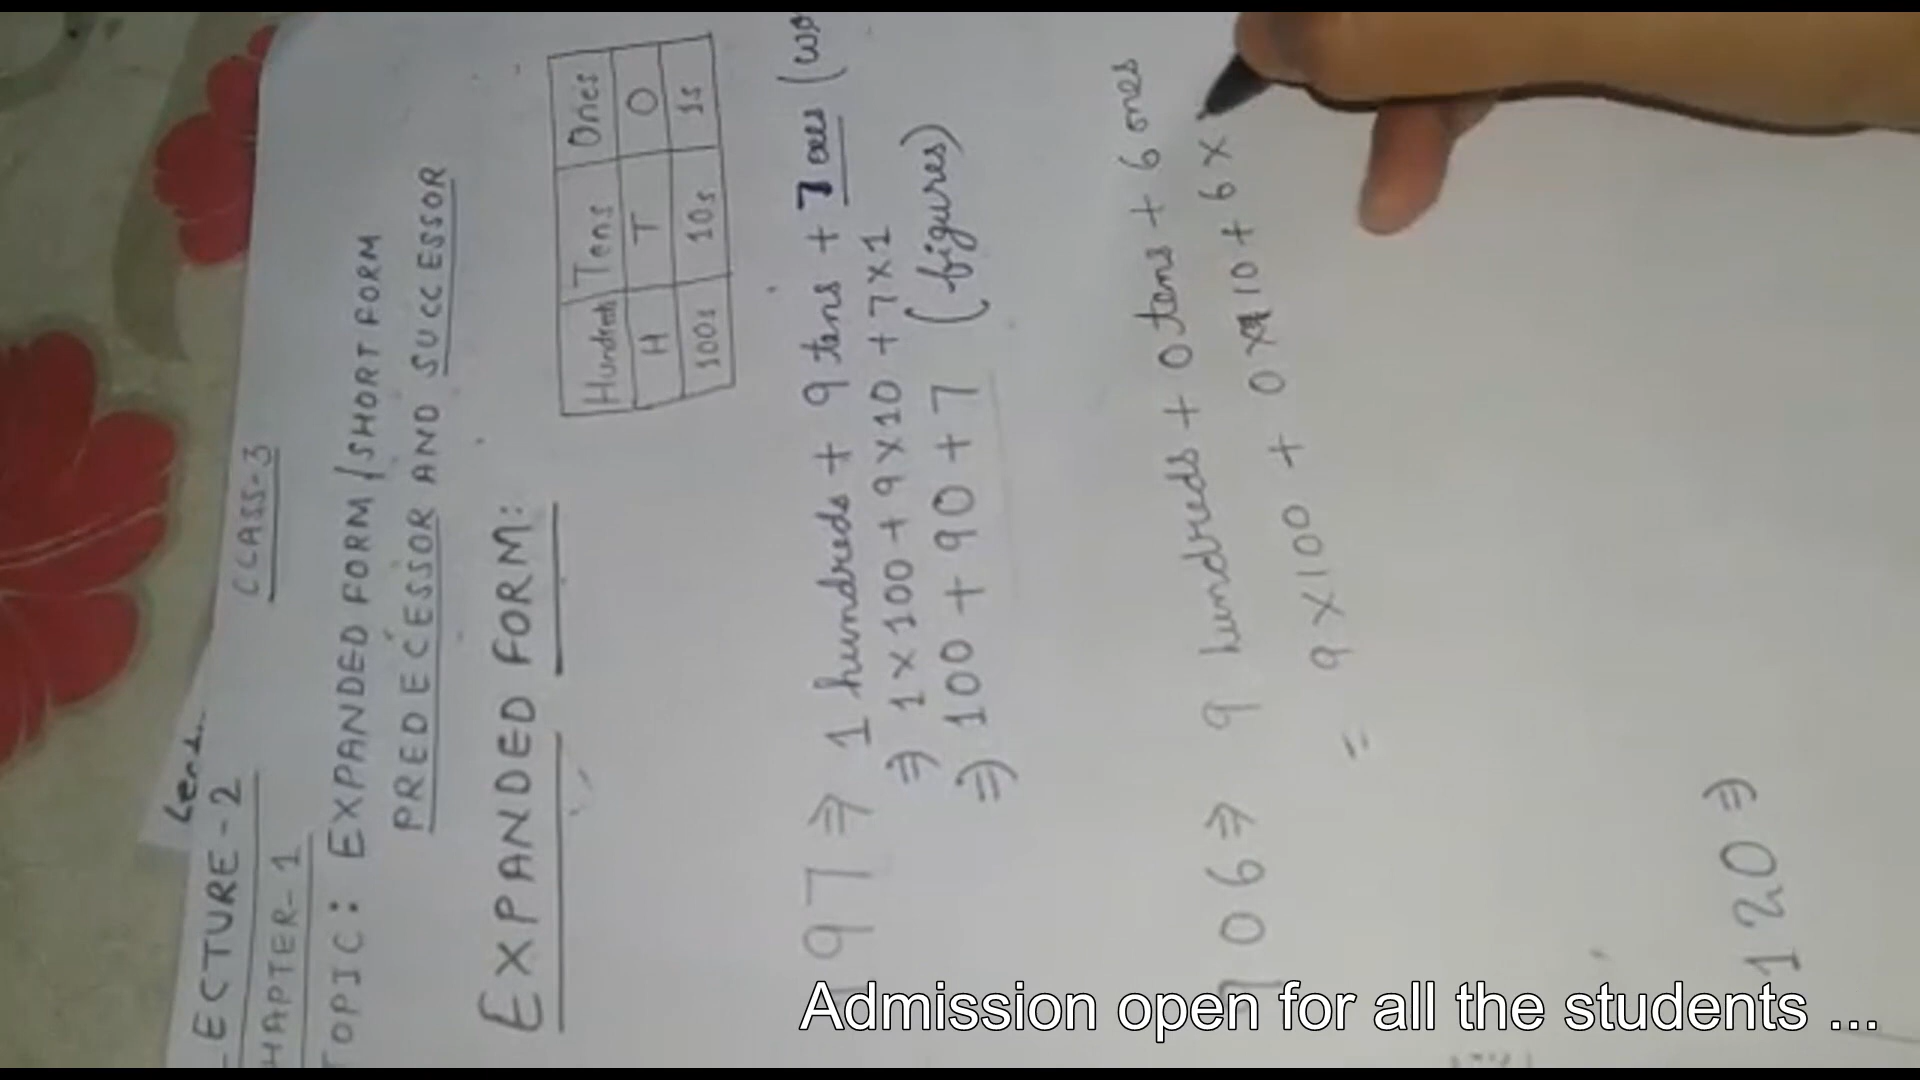 LECTURE-2
CLASS-3
CHAPTER-1
TOPIC: EXPANDED FORM/SHORT FORM
PREDECESSOR AND SUCCESSOR
EXPANDED FORM:
Hundreds Tens Ones
H T O
100s 10s 1s
197 ⇒ 1 hundreds + 9 tens + 7 ones
⇒ 1×100 + 9×10 + 7×1
⇒ 100 + 90 + 7 (figures)
906 ⇒ 9 hundreds + 0 tens + 6 ones
= 9×100 + 0×10 + 6×
120 ⇒
Admission open for all the students ...